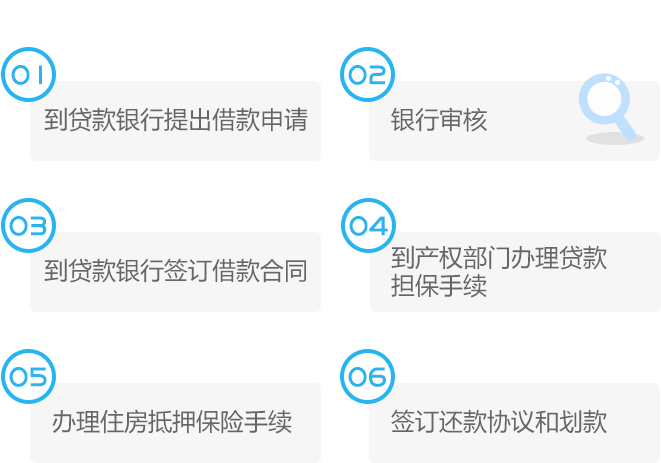 01
到贷款银行提出借款申请
02
银行审核
03
到贷款银行签订借款合同
04
到产权部门办理贷款
担保手续
05
办理住房抵押保险手续
06
签订还款协议和划款